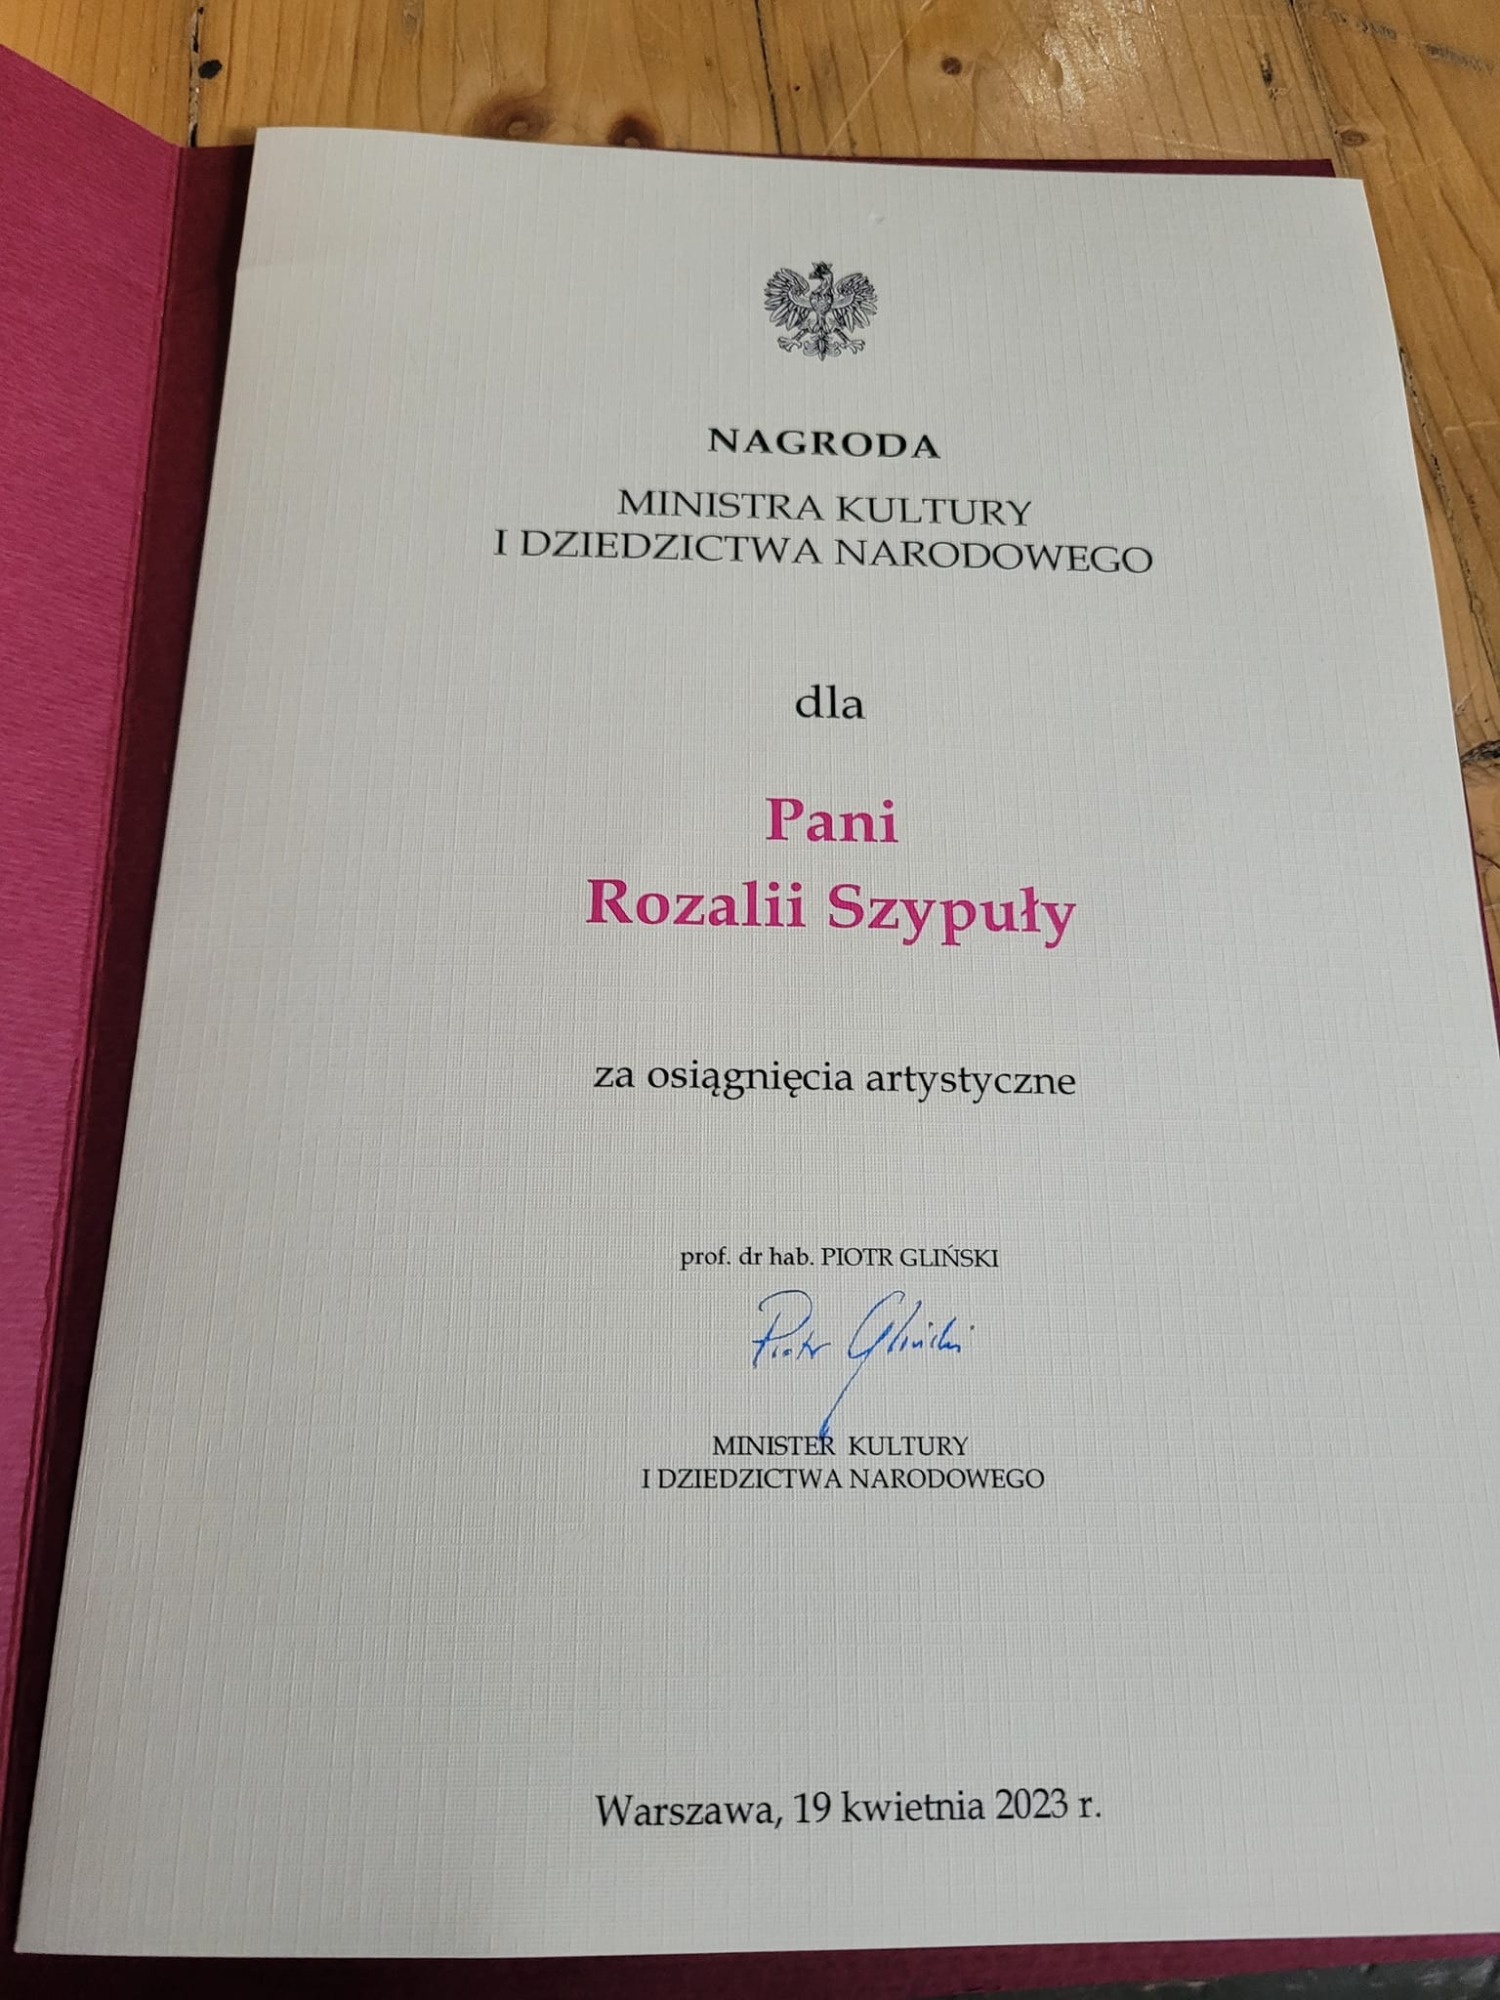 NAGRODA
MINISTRA KULTURY
I DZIEDZICTWA NARODOWEGO
dla
Pani
Rozalii Szypuły
za osiągnięcia artystyczne
prof. dr hab. PIOTR GLIŃSKI
Piotr Gliński
MINISTER KULTURY
I DZIEDZICTWA NARODOWEGO
Warszawa, 19 kwietnia 2023 r.